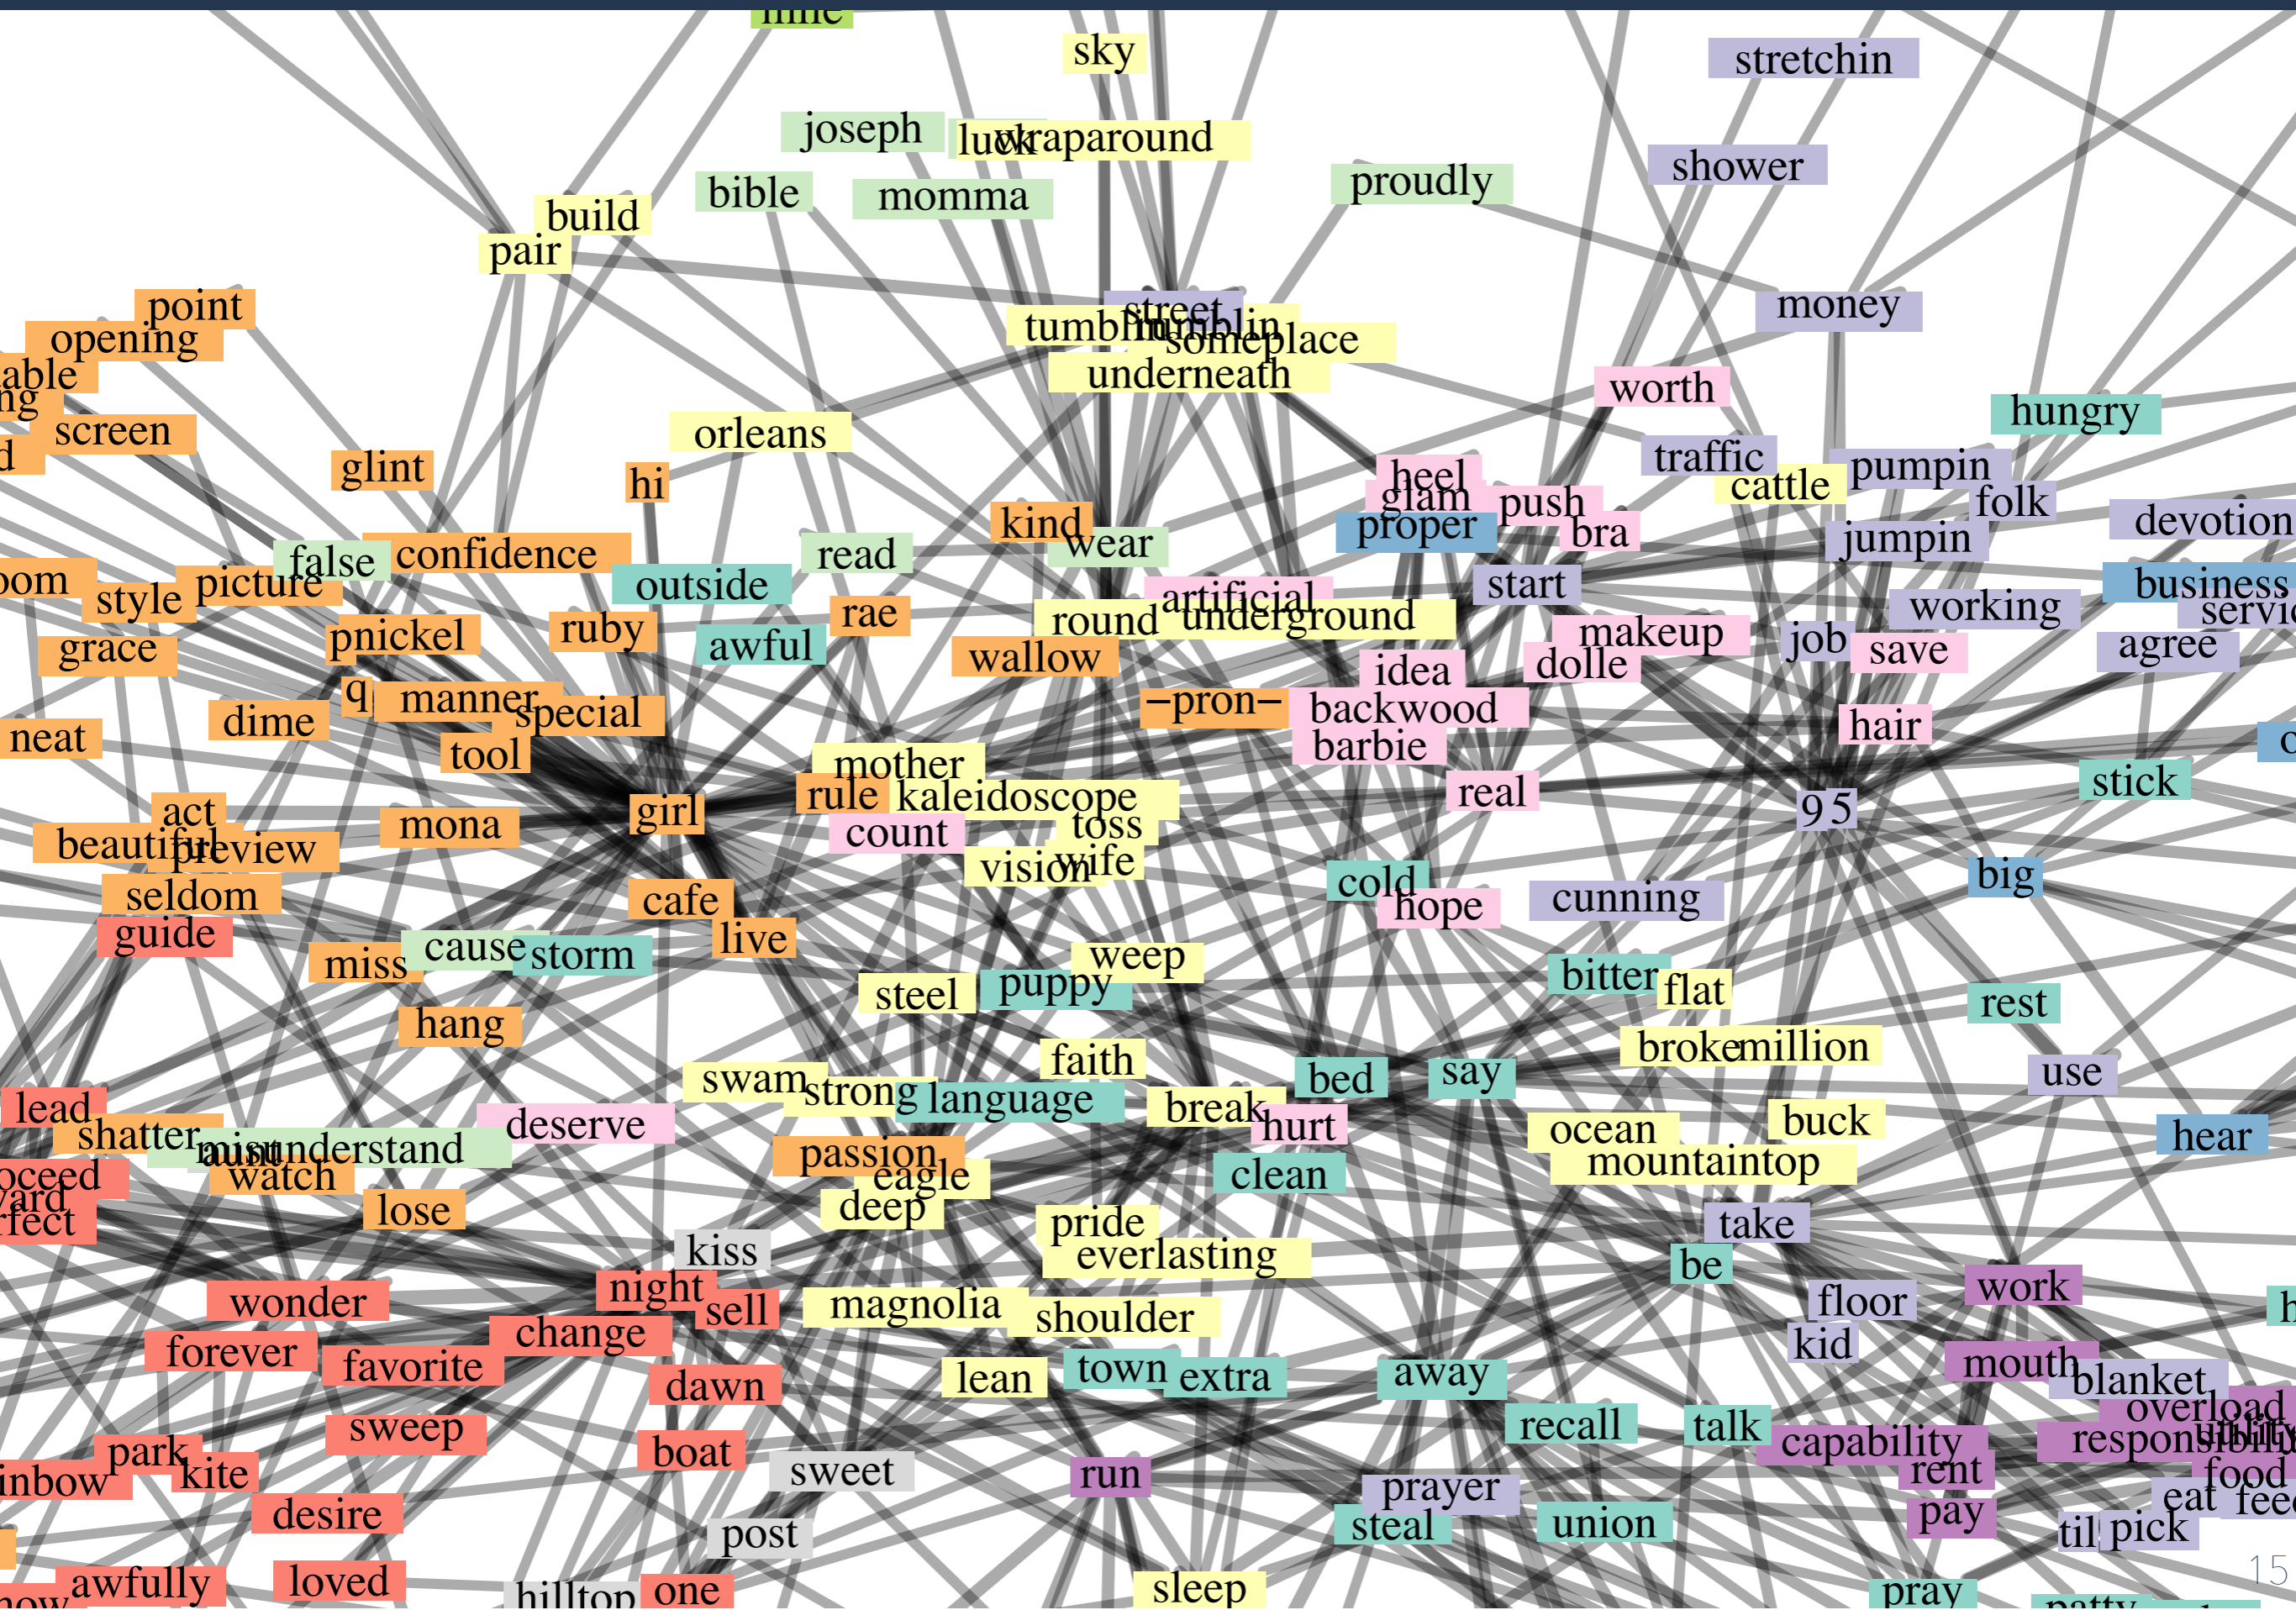 sky
stretchin
joseph
luck
wraparound
shower
bible
momma
proudly
build
pair
point
street
tumblin
someplace
money
opening
underneath
worth
hungry
screen
orleans
glint
hi
heel
traffic
pumpin
glam
push
cattle
folk
kind
proper
bra
devotion
false
confidence
read
wear
jumpin
style
picture
outside
artificial
start
business
grace
pnickel
ruby
rae
round
underground
working
awful
makeup
job
save
agree
wallow
idea
dolle
q
manner
-pron-
backwood
dime
special
hair
neat
tool
barbie
mother
rule
kaleidoscope
real
stick
act
mona
girl
count
toss
95
beautiful
preview
vision
wife
seldom
cafe
cold
hope
cunning
big
guide
live
miss
cause
storm
weep
steel
puppy
bitter
flat
rest
hang
faith
broke
million
swam
strong
language
bed
say
use
lead
break
shatter
deserve
hurt
ocean
buck
hear
misunderstand
aunt
watch
passion
eagle
clean
mountaintop
lose
deep
pride
take
kiss
everlasting
be
night
wonder
sell
magnolia
shoulder
floor
work
change
kid
forever
favorite
town
extra
away
mouth
dawn
lean
blanket
sweep
recall
talk
overload
park
boat
capability
kite
sweet
run
rent
food
desire
prayer
pay
eat
post
steal
union
pick
awfully
loved
hilltop
one
sleep
pray
15